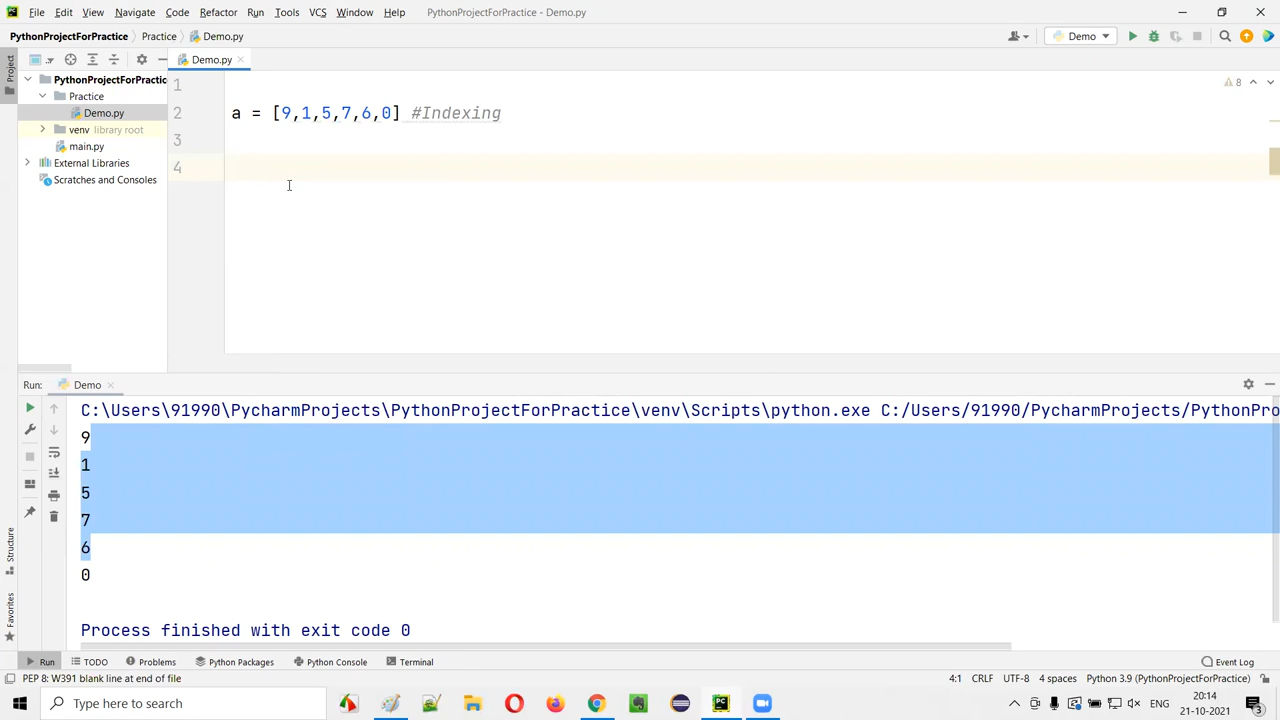 File Edit View Navigate Code Refactor Run Tools VCS Window Help PythonProjectForPractice - Demo.py
PythonProjectForPractice Practice Demo.py Demo
Project
Demo.py
PythonProjectForPractic
Practice
Demo.py
venv library root
main.py
External Libraries
Scratches and Consoles
1
2 a = [9,1,5,7,6,0] #Indexing
3
4
8
Run: Demo
C:\Users\91990\PycharmProjects\PythonProjectForPractice\venv\Scripts\python.exe C:/Users/91990/PycharmProjects/PythonPro
9
1
5
7
6
0
Process finished with exit code 0
Structure
Favorites
Run TODO Problems Python Packages Python Console Terminal Event Log
PEP 8: W391 blank line at end of file 4:1 CRLF UTF-8 4 spaces Python 3.9 (PythonProjectForPractice)
Type here to search
ENG
20:14
21-10-2021
3